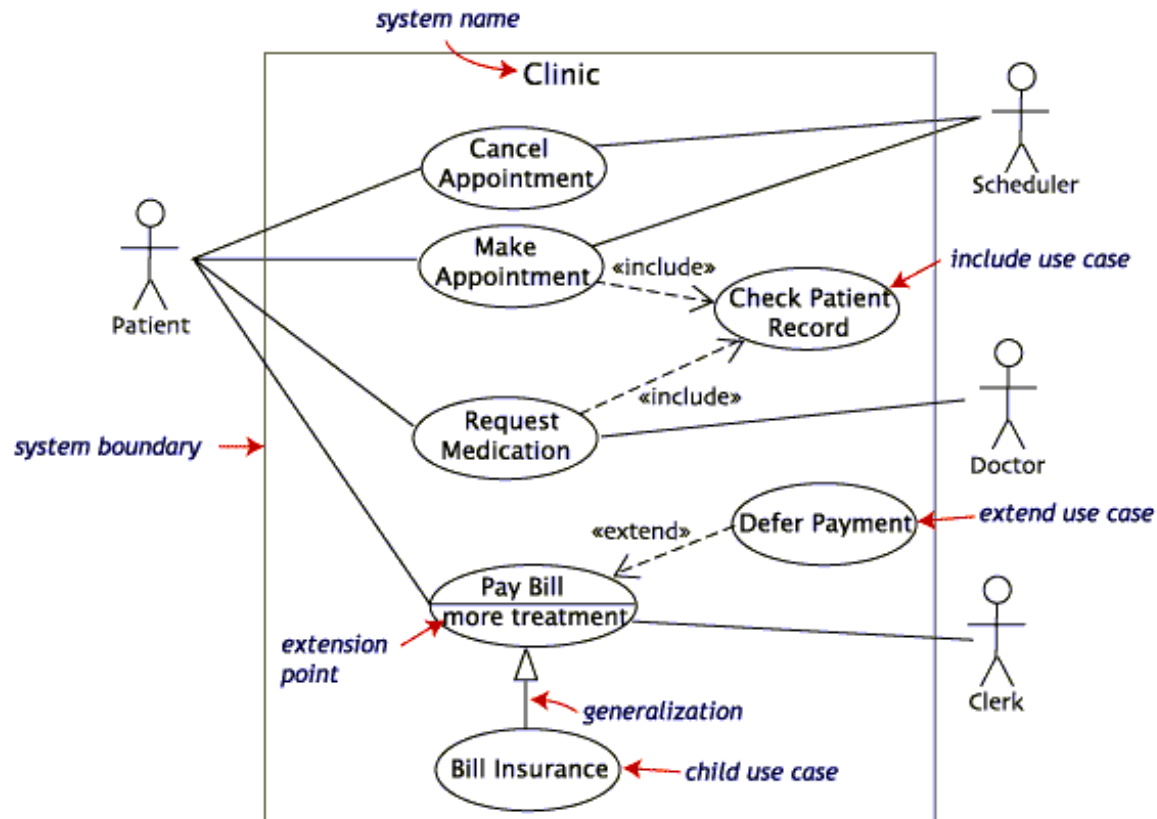 system name
Clinic
Cancel
Appointment
Scheduler
Make
Appointment
«include»
include use case
Check Patient
Record
Patient
«include»
Request
Medication
system boundary
Doctor
Defer Payment
extend use case
«extend»
Pay Bill
more treatment
extension
point
Clerk
generalization
Bill Insurance
child use case